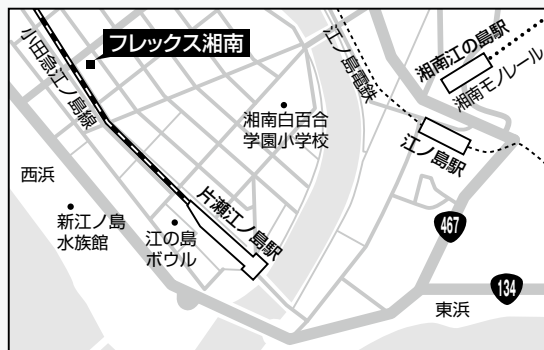 フレックス湘南
小田急江ノ島線
江ノ島電鉄
湘南江の島駅
湘南モノレール
湘南白百合
学園小学校
江ノ島駅
西浜
新江ノ島
水族館
江の島
ボウル
片瀬江ノ島駅
467
134
東浜